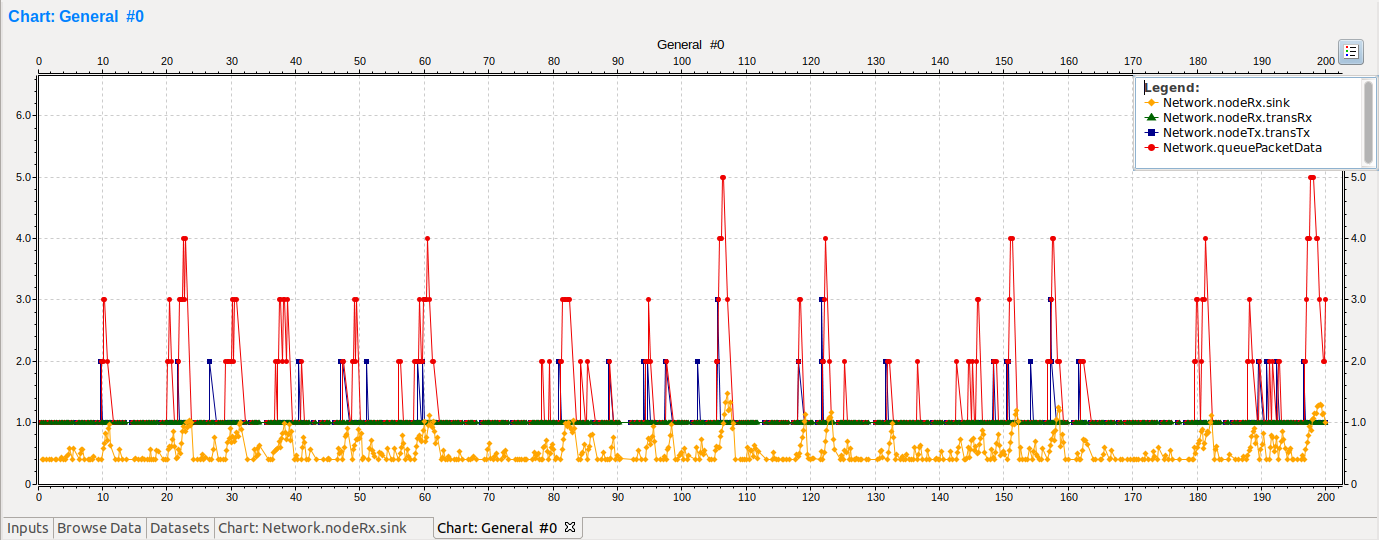 Chart: General #0
General #0
0 10 20 30 40 50 60 70 80 90 100 110 120 130 140 150 160 170 180 190 200
Legend:
Network.nodeRx.sink
Network.nodeRx.transRx
Network.nodeTx.transTx
Network.queuePacketData
6.0
5.0 5.0
4.0 4.0
3.0 3.0
2.0 2.0
1.0 1.0
0 0
0 10 20 30 40 50 60 70 80 90 100 110 120 130 140 150 160 170 180 190 200
Inputs Browse Data Datasets Chart: Network.nodeRx.sink Chart: General #0